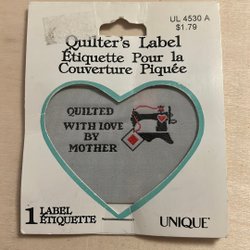 UL 4530 A
$1.79
Quilter's Label
Étiquette Pour la
Couverture Piquée
QUILTED
WITH LOVE
BY
MOTHER
1 LABEL
ÉTIQUETTE
UNIQUE